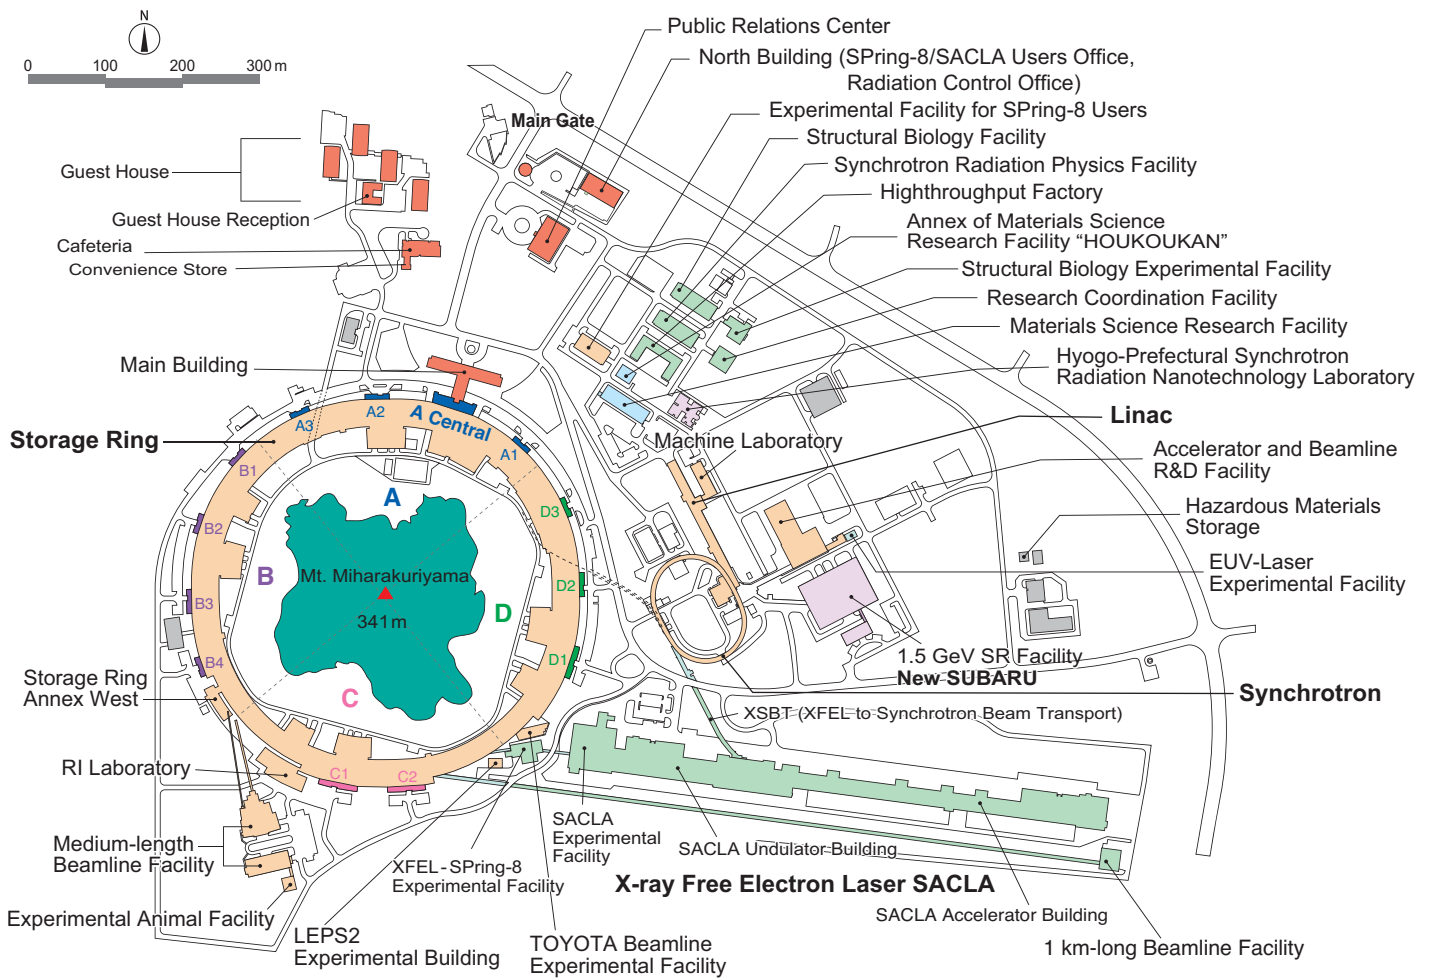 N
0 100 200 300 m
Public Relations Center
North Building (SPring-8/SACLA Users Office,
Radiation Control Office)
Experimental Facility for SPring-8 Users
Main Gate
Structural Biology Facility
Synchrotron Radiation Physics Facility
Highthroughput Factory
Annex of Materials Science
Research Facility “HOUKOUKAN”
Structural Biology Experimental Facility
Research Coordination Facility
Materials Science Research Facility
Hyogo-Prefectural Synchrotron
Radiation Nanotechnology Laboratory
Guest House
Guest House Reception
Cafeteria
Convenience Store
Main Building
Storage Ring
A Central
A1
A2
A3
B1
B2
B3
B4
C1
C2
D1
D2
D3
A
B
C
D
Mt. Miharakuriyama
341 m
Machine Laboratory
Linac
Accelerator and Beamline
R&D Facility
Hazardous Materials
Storage
EUV-Laser
Experimental Facility
1.5 GeV SR Facility
New SUBARU
Synchrotron
XSBT (XFEL to Synchrotron Beam Transport)
Storage Ring
Annex West
RI Laboratory
Medium-length
Beamline Facility
Experimental Animal Facility
LEPS2
Experimental Building
XFEL-SPring-8
Experimental Facility
TOYOTA Beamline
Experimental Facility
SACLA
Experimental
Facility
SACLA Undulator Building
X-ray Free Electron Laser SACLA
SACLA Accelerator Building
1 km-long Beamline Facility